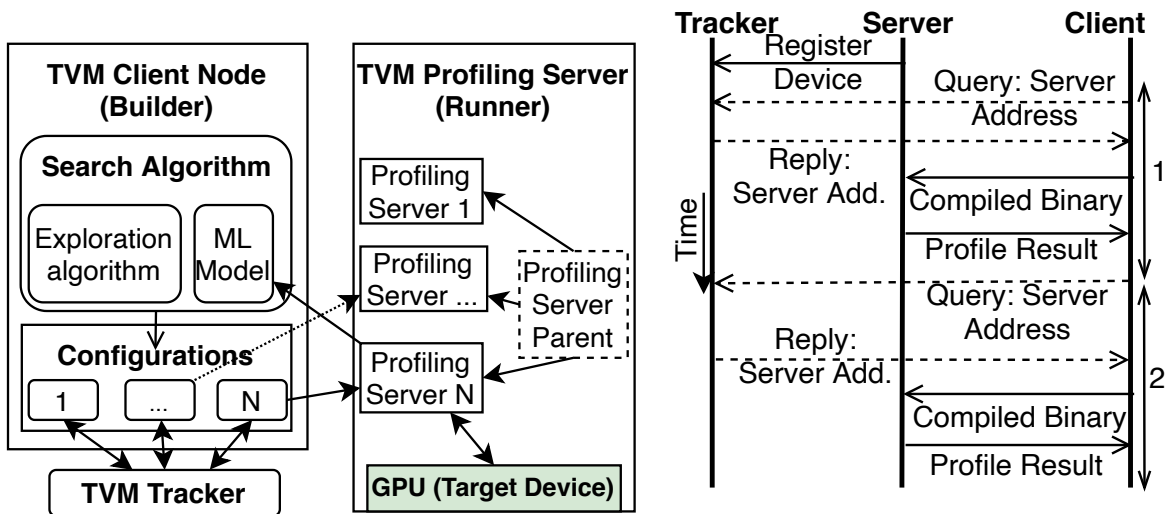 TVM Client Node
(Builder)
Search Algorithm
Exploration
algorithm
ML
Model
Configurations
1
...
N
TVM Tracker
TVM Profiling Server
(Runner)
Profiling
Server 1
Profiling
Server ...
Profiling
Server N
Profiling
Server
Parent
GPU (Target Device)
Tracker
Server
Client
Register
Device
Query: Server
Address
Reply:
Server Add.
Compiled Binary
Profile Result
1
Time
Query: Server
Address
Reply:
Server Add.
Compiled Binary
Profile Result
2